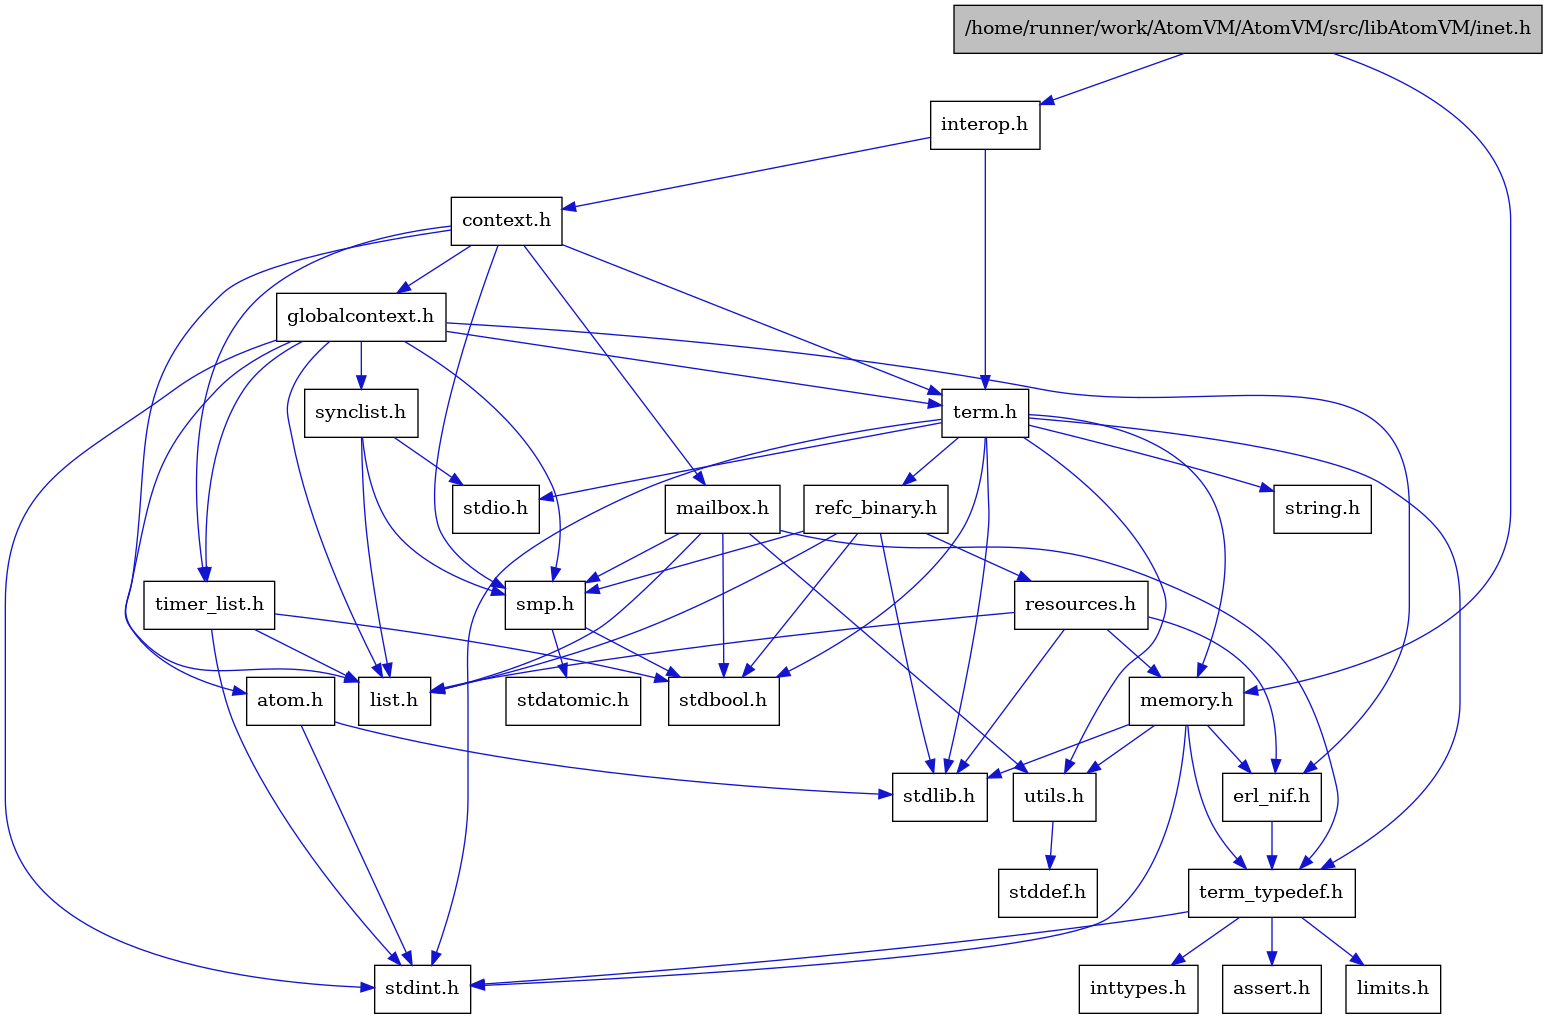 /home/runner/work/AtomVM/AtomVM/src/libAtomVM/inet.h
interop.h
context.h
globalcontext.h
synclist.h
term.h
stdio.h
mailbox.h
refc_binary.h
string.h
timer_list.h
smp.h
resources.h
atom.h
list.h
stdatomic.h
stdbool.h
memory.h
stdlib.h
utils.h
erl_nif.h
stddef.h
term_typedef.h
stdint.h
inttypes.h
assert.h
limits.h